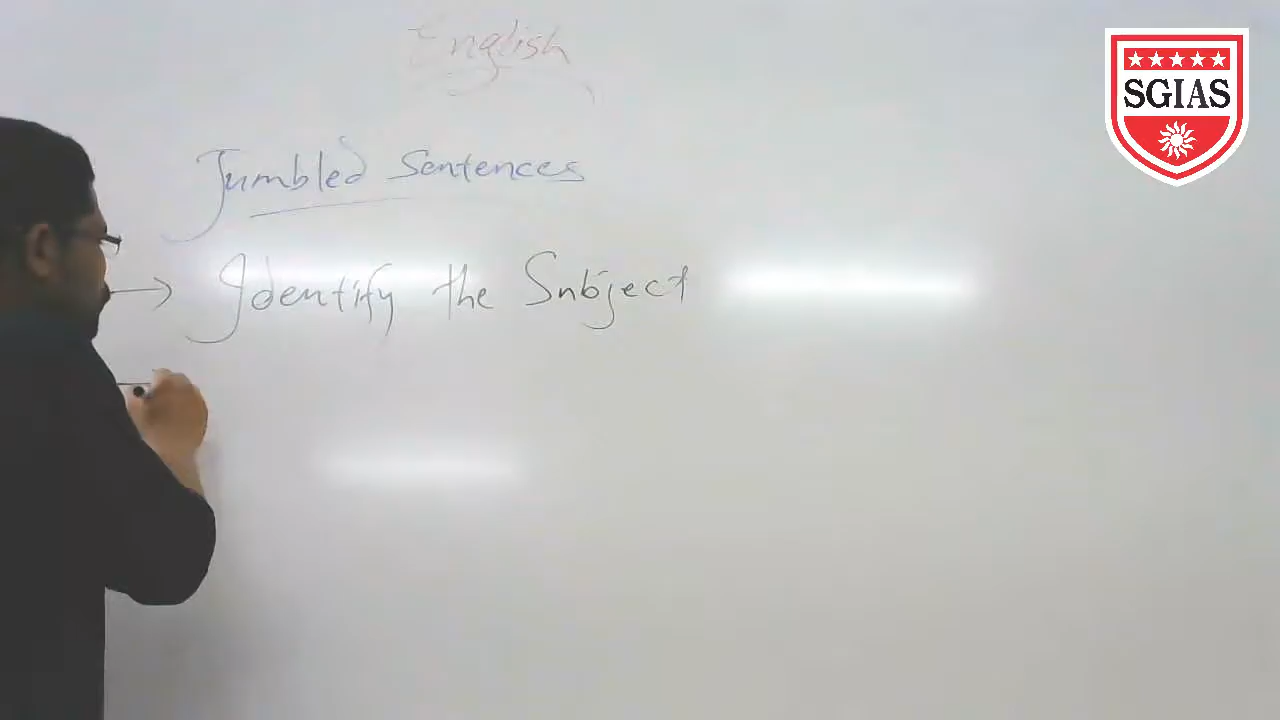 English
Jumbled Sentences
→ Identify the Subject
SGIAS